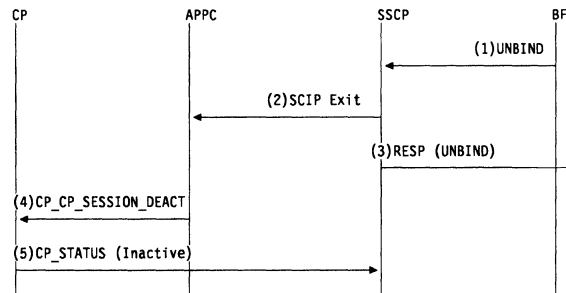 CP APPC SSCP BF
(1)UNBIND
(2)SCIP Exit
(3)RESP (UNBIND)
(4)CP_CP_SESSION_DEACT
(5)CP_STATUS (Inactive)